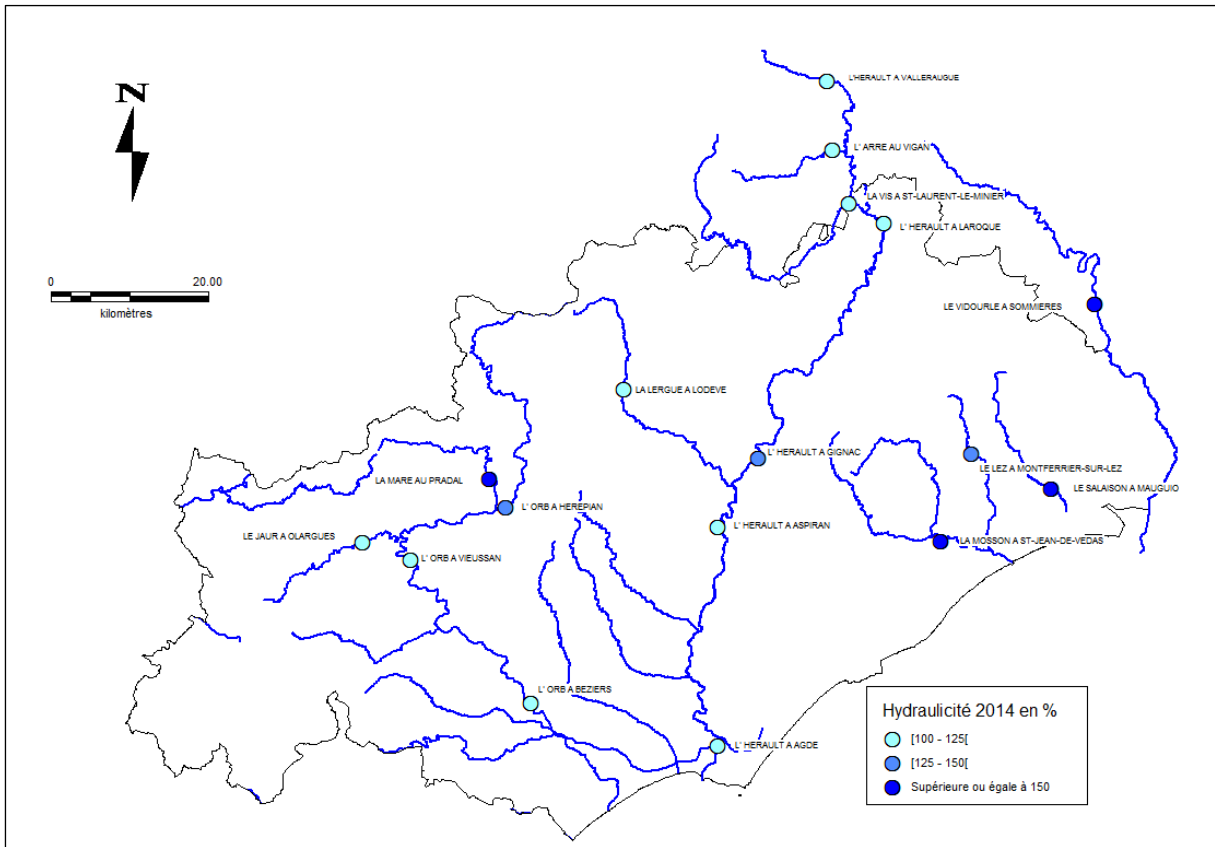 N
L'HERAULT A VALLERAUGUE
L' ARRE AU VIGAN
LA VIS A ST-LAURENT-LE-MINIER
L' HERAULT A LAROQUE
0 20.00
kilomètres
LE VIDOURLE A SOMMIERES
LA LERGUE A LODEVE
L' HERAULT A GIGNAC
LE LEZ A MONTFERRIER-SUR-LEZ
LA MARE AU PRADAL
LE SALAISON A MAUGUIO
L' ORB A HEREPIAN
L' HERAULT A ASPIRAN
LE JAUR A OLARGUES
LA MOSSON A ST-JEAN-DE-VEDAS
L' ORB A VIEUSSAN
L' ORB A BEZIERS
L' HERAULT A AGDE
Hydraulicité 2014 en %
[100 - 125[
[125 - 150[
Supérieure ou égale à 150